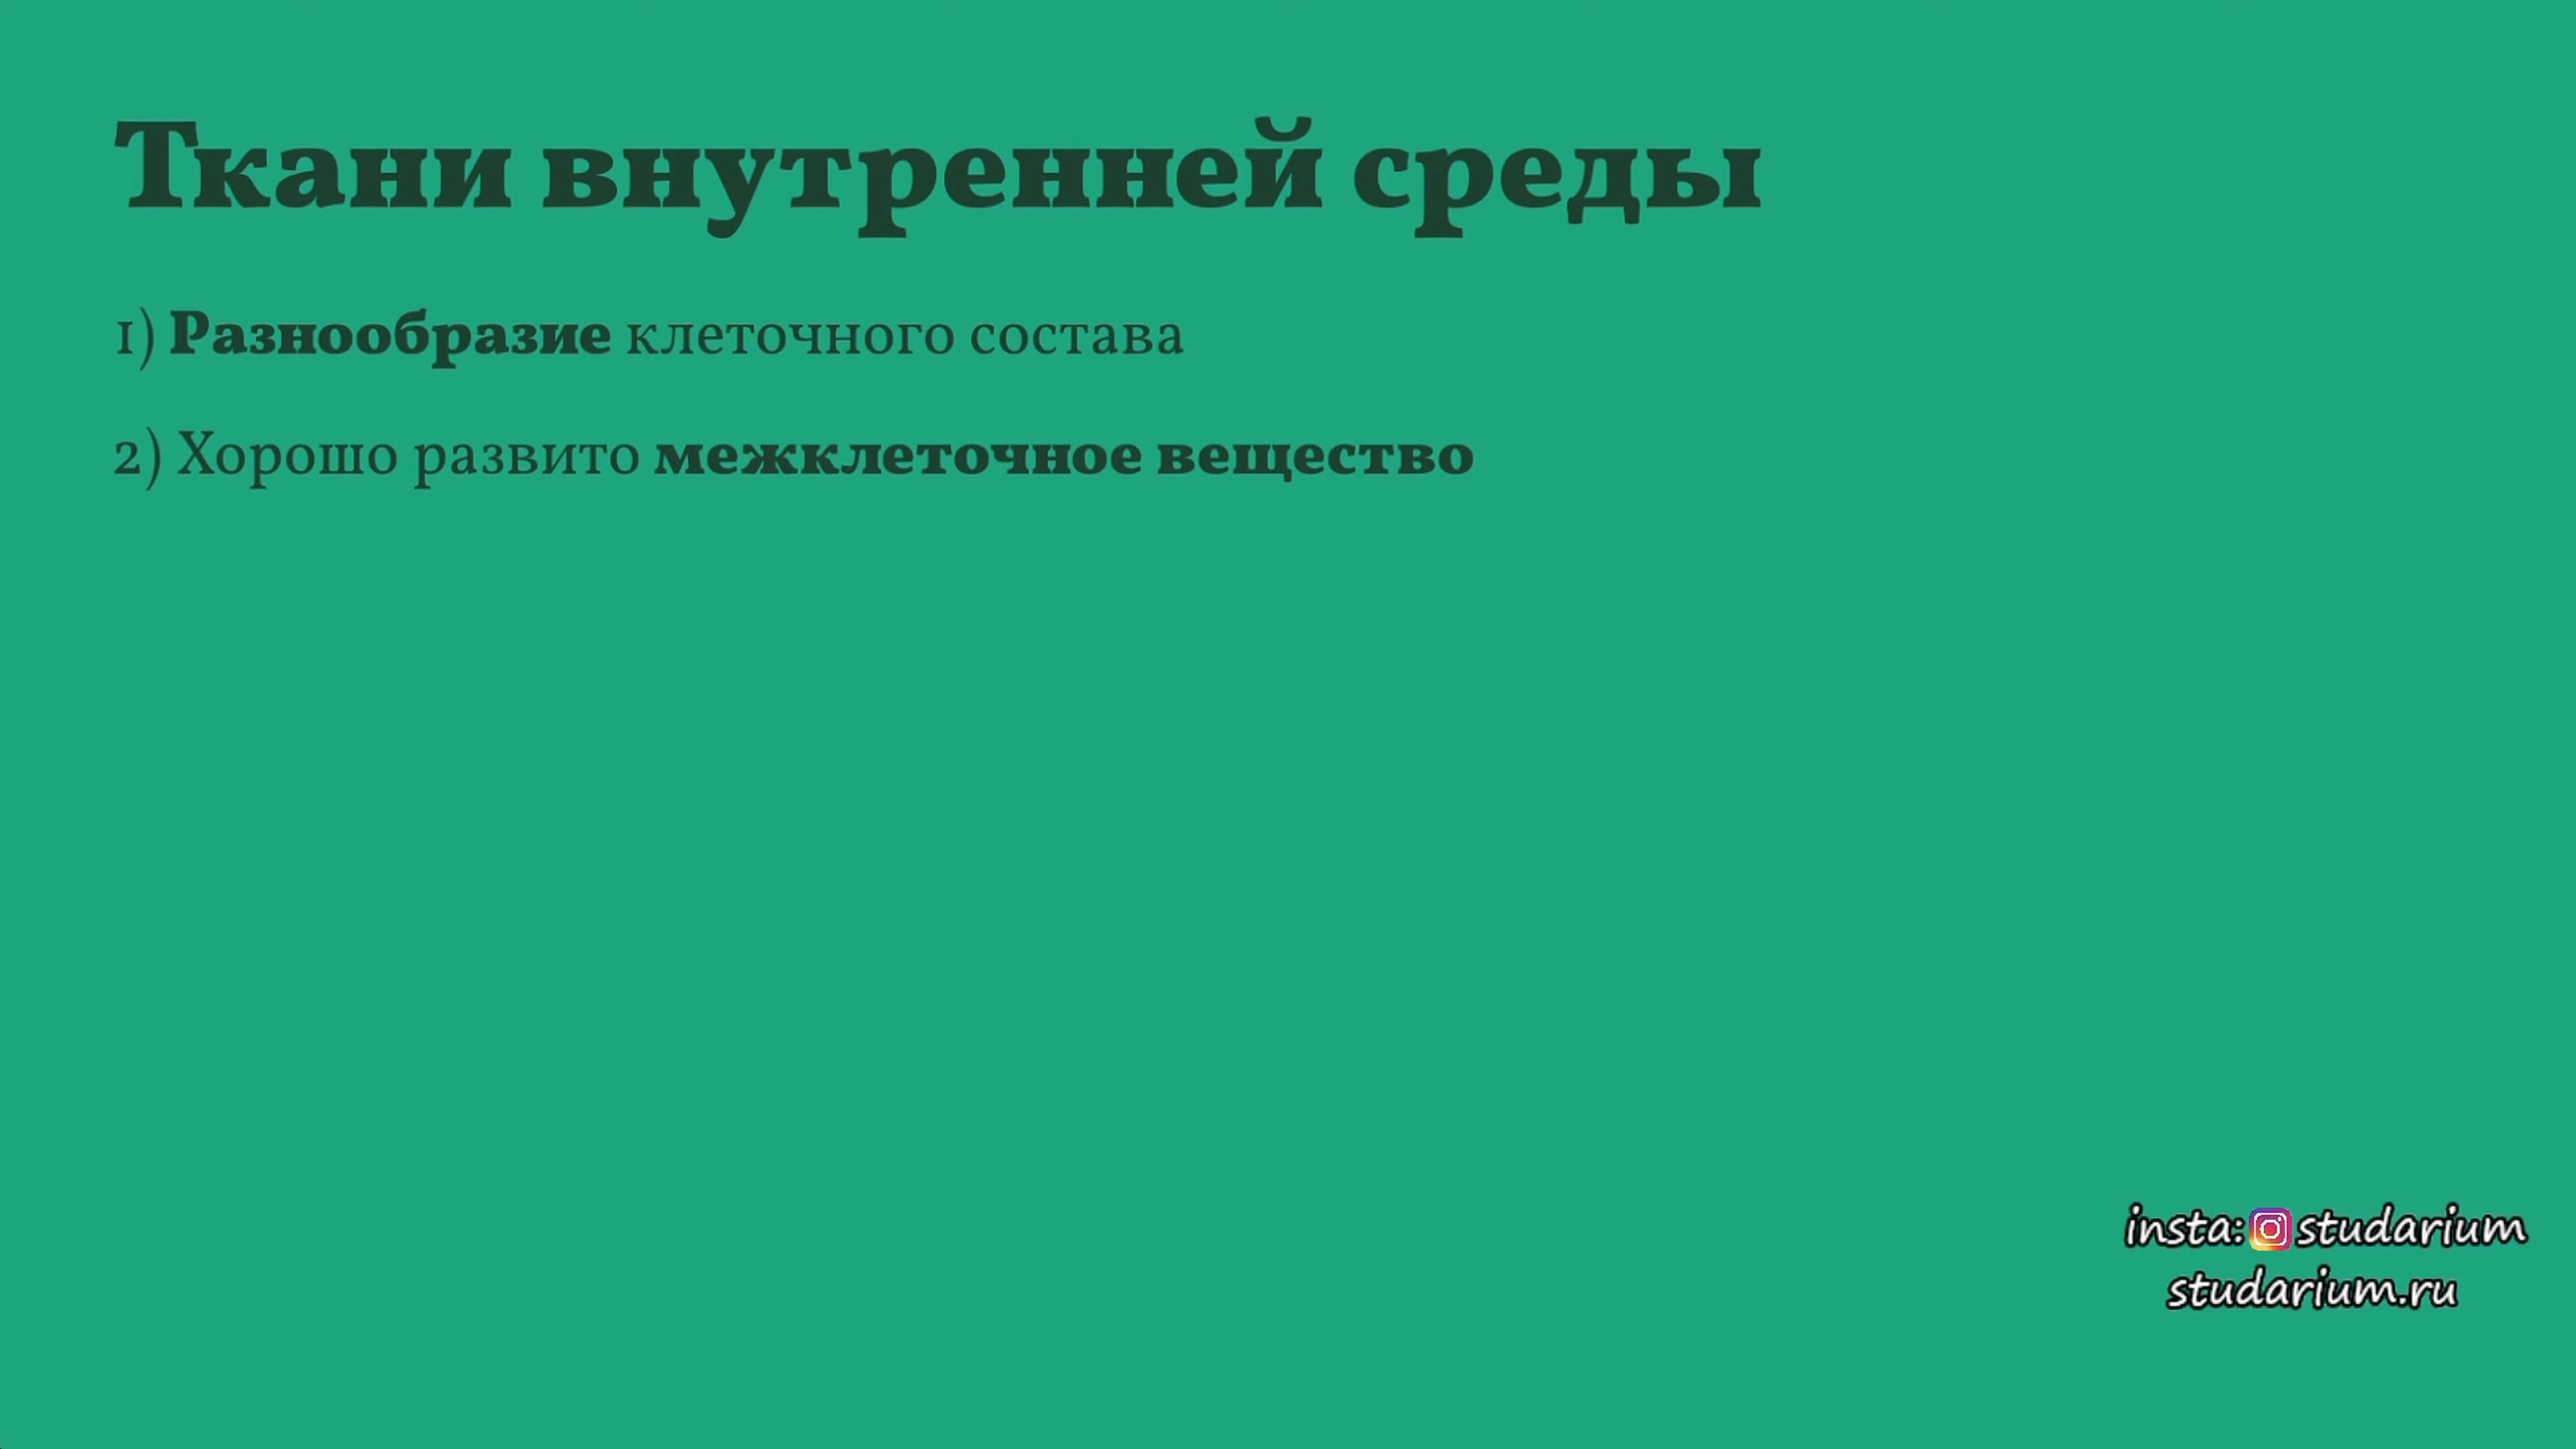 Ткани внутренней среды
1) Разнообразие клеточного состава
2) Хорошо развито межклеточное вещество
insta: studarium
studarium.ru